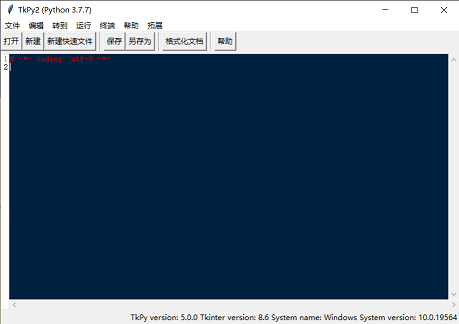 TkPy2 (Python 3.7.7)
文件 编辑 转到 运行 终端 帮助 拓展
打开 新建 新建快速文件 保存 另存为 格式化文档 帮助
1 # -*- coding: utf-8 -*-
2
TkPy version: 5.0.0 Tkinter version: 8.6 System name: Windows System version: 10.0.19564